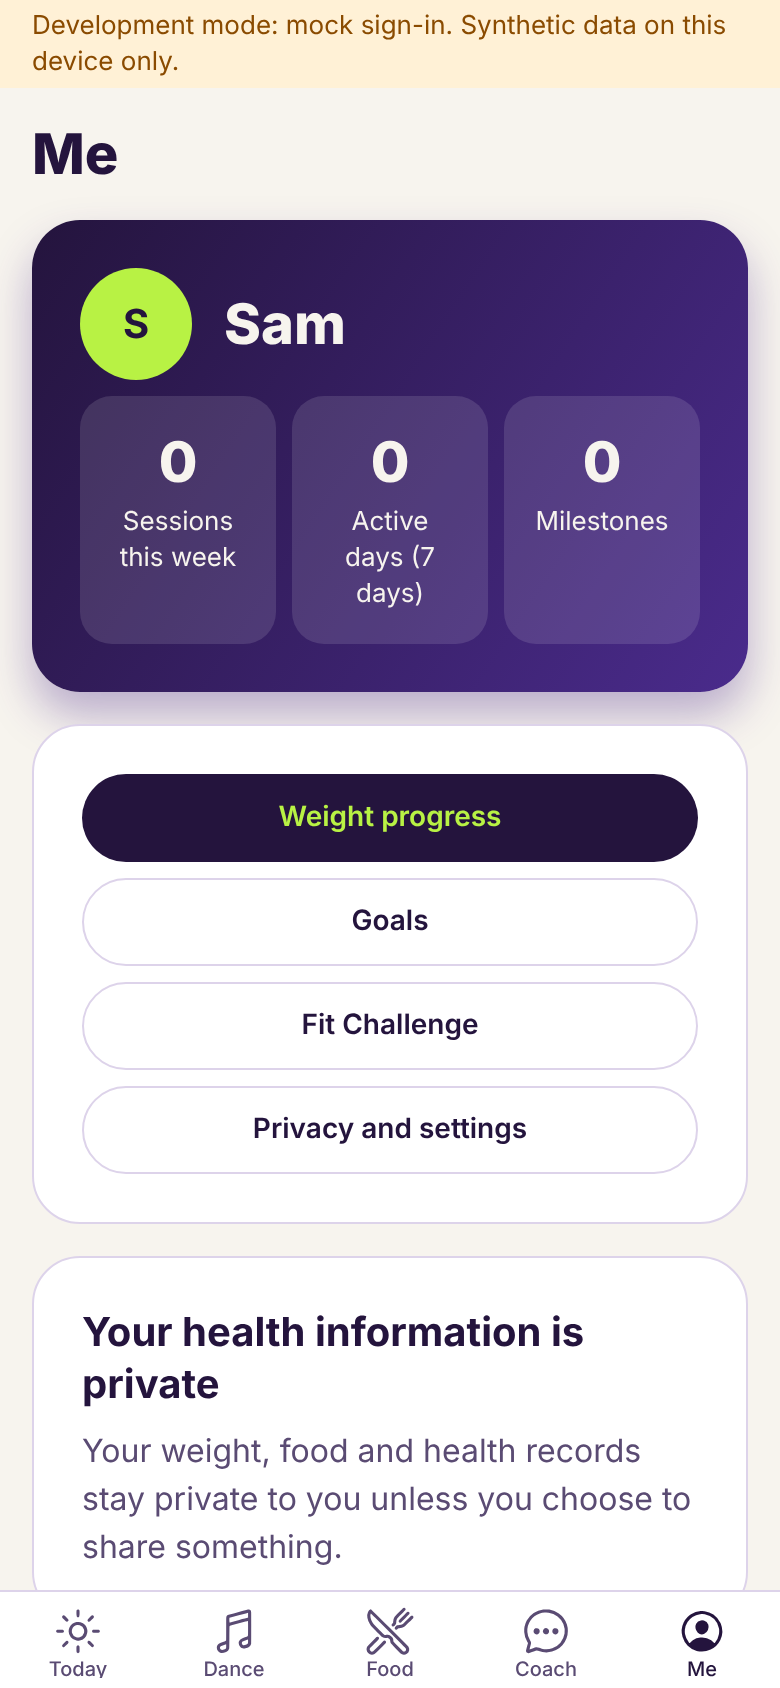 Development mode: mock sign-in. Synthetic data on this
device only.
Me
S
Sam
0
Sessions
this week
0
Active
days (7
days)
0
Milestones
Weight progress
Goals
Fit Challenge
Privacy and settings
Your health information is
private
Your weight, food and health records
stay private to you unless you choose to
share something.
Today
Dance
Food
Coach
Me